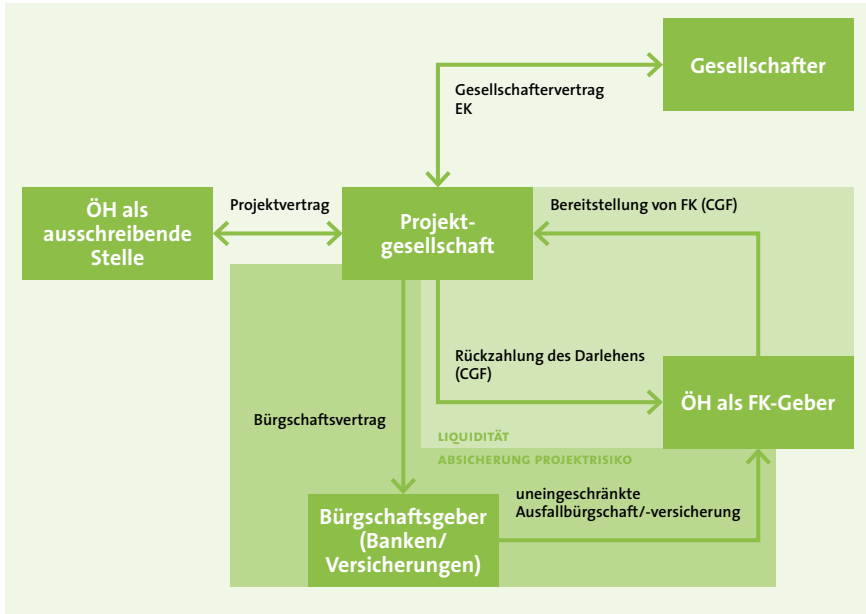 Gesellschafter
Gesellschaftervertrag
EK
ÖH als
ausschreibende
Stelle
Projektvertrag
Projekt-
gesellschaft
Bereitstellung von FK (CGF)
Rückzahlung des Darlehens
(CGF)
ÖH als FK-Geber
Bürgschaftsvertrag
LIQUIDITÄT
ABSICHERUNG PROJEKTRISIKO
Bürgschaftsgeber
(Banken/
Versicherungen)
uneingeschränkte
Ausfallbürgschaft/-versicherung